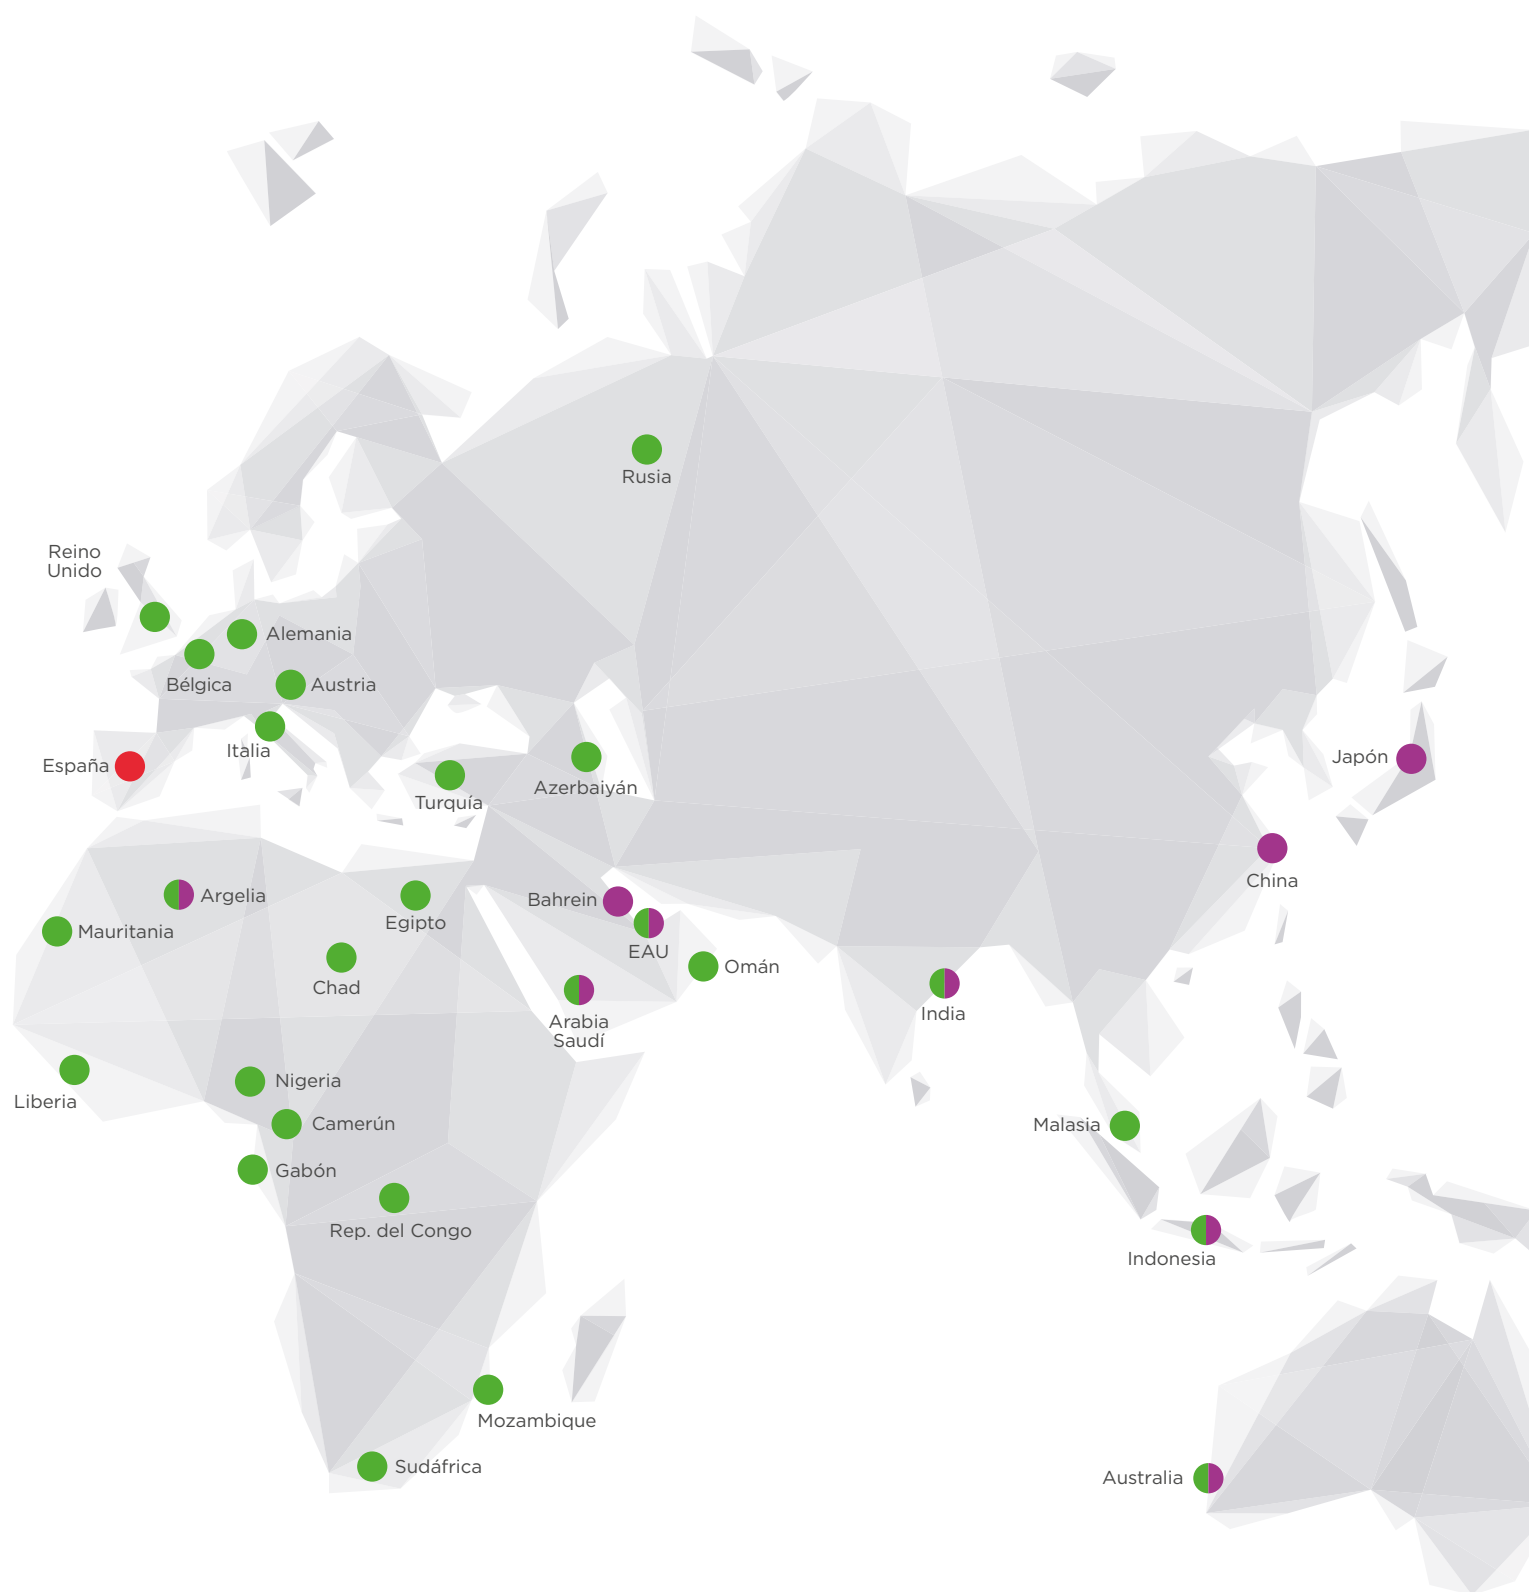 Rusia
Reino
Unido
Alemania
Bélgica
Austria
Italia
España
Azerbaiyán
Turquía
Japón
China
Argelia
Bahrein
Egipto
Mauritania
EAU
Omán
Chad
India
Arabia
Saudí
Nigeria
Liberia
Camerún
Malasia
Gabón
Rep. del Congo
Indonesia
Mozambique
Sudáfrica
Australia